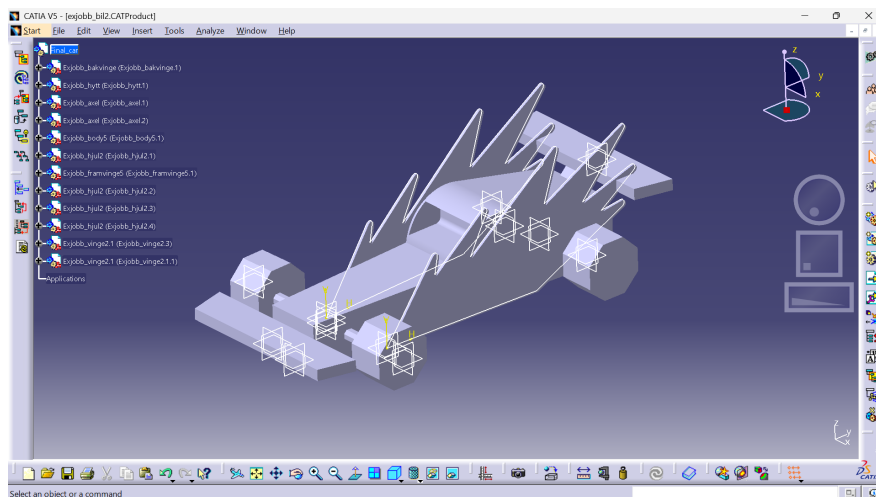 CATIA V5 - [exjobb_bil2.CATProduct]
Start File Edit View Insert Tools Analyze Window Help
Final_car
Exjobb_bakvinge (Exjobb_bakvinge.1)
Exjobb_hytt (Exjobb_hytt.1)
Exjobb_axel (Exjobb_axel.1)
Exjobb_axel (Exjobb_axel.2)
Exjobb_body5 (Exjobb_body5.1)
Exjobb_hjul2 (Exjobb_hjul2.1)
Exjobb_framvinge5 (Exjobb_framvinge5.1)
Exjobb_hjul2 (Exjobb_hjul2.2)
Exjobb_hjul2 (Exjobb_hjul2.3)
Exjobb_hjul2 (Exjobb_hjul2.4)
Exjobb_vinge2.1 (Exjobb_vinge2.3)
Exjobb_vinge2.1 (Exjobb_vinge2.1.1)
Applications
z
y
x
H
z
y
x
Select an object or a command